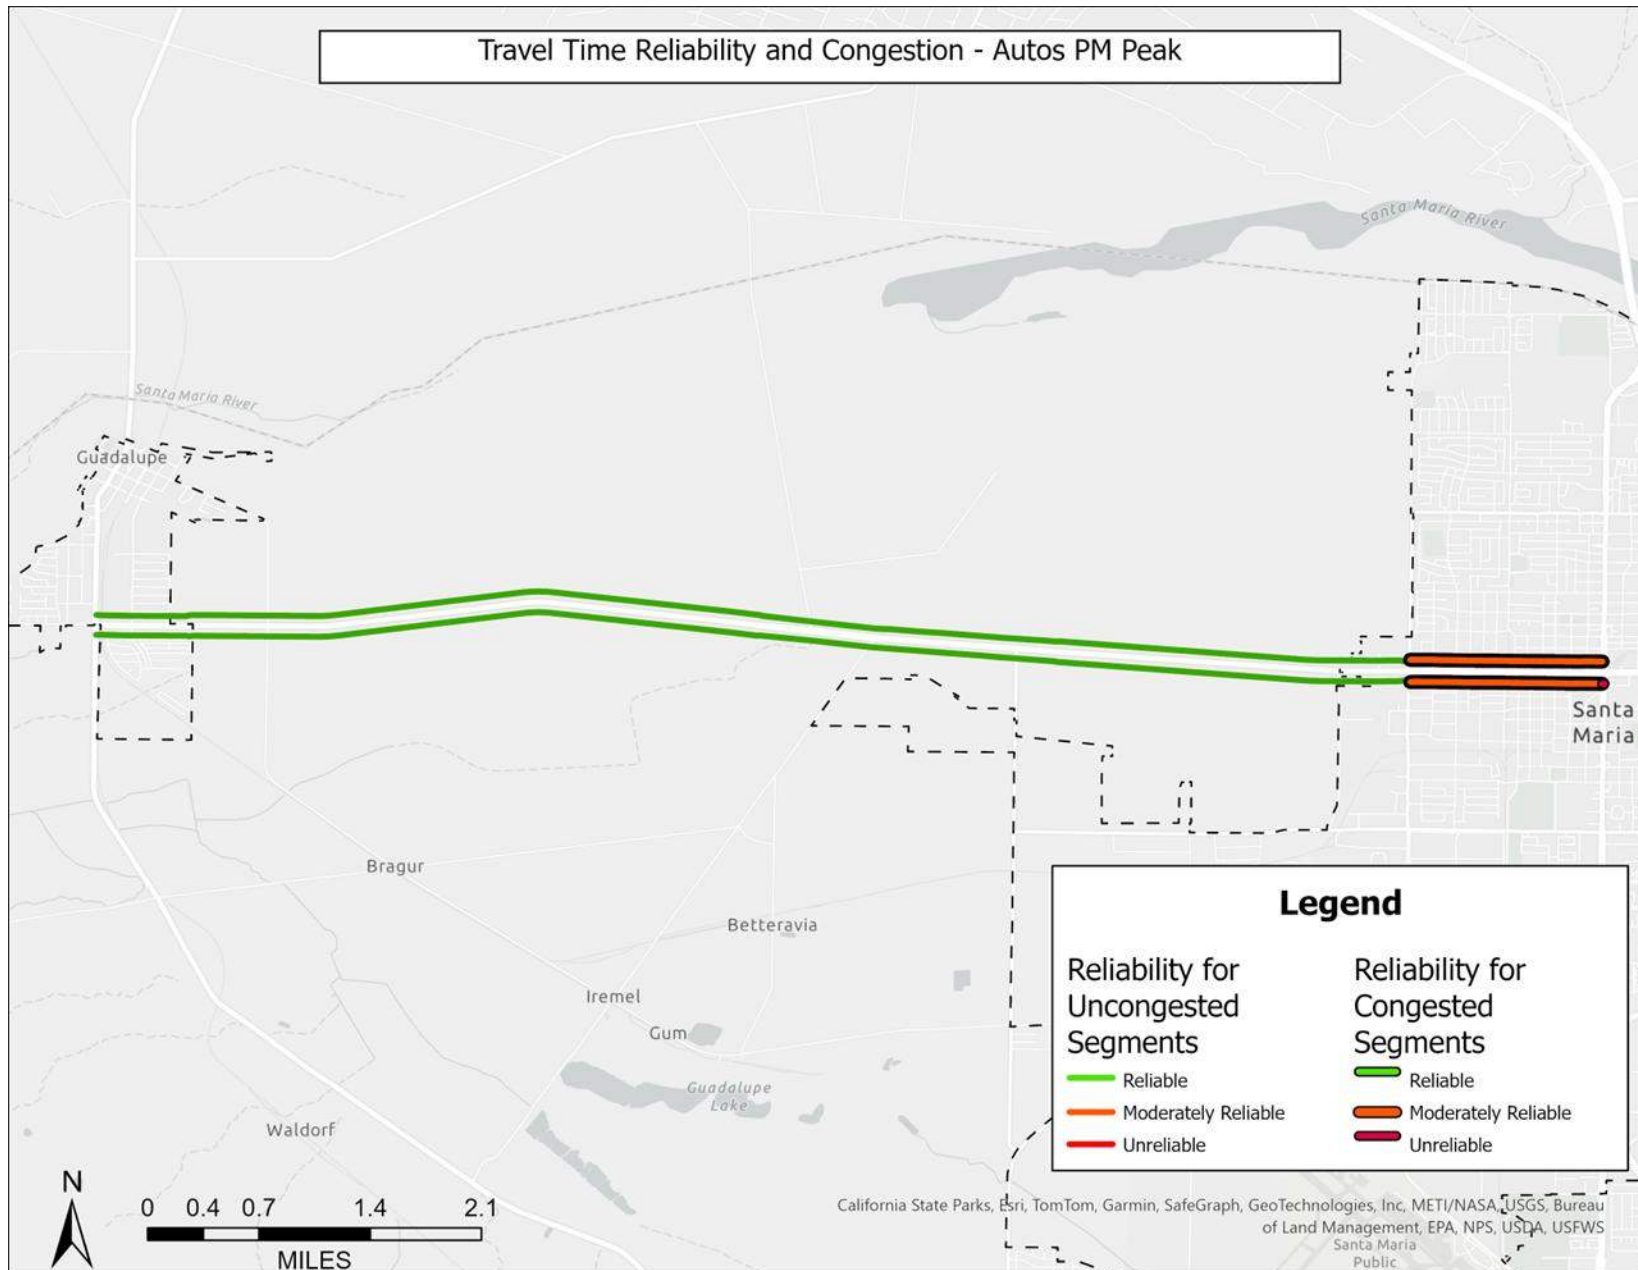 Travel Time Reliability and Congestion - Autos PM Peak
Santa Maria River
Santa Maria River
Guadalupe
Santa
Maria
Bragur
Betteravia
Iremel
Gum
Guadalupe
Lake
Waldorf
Legend
Reliability for
Uncongested
Segments
Reliable
Moderately Reliable
Unreliable
Reliability for
Congested
Segments
Reliable
Moderately Reliable
Unreliable
N
0 0.4 0.7 1.4 2.1
MILES
California State Parks, Esri, TomTom, Garmin, SafeGraph, GeoTechnologies, Inc, METI/NASA, USGS, Bureau
of Land Management, EPA, NPS, USDA, USFWS
Santa Maria
Public